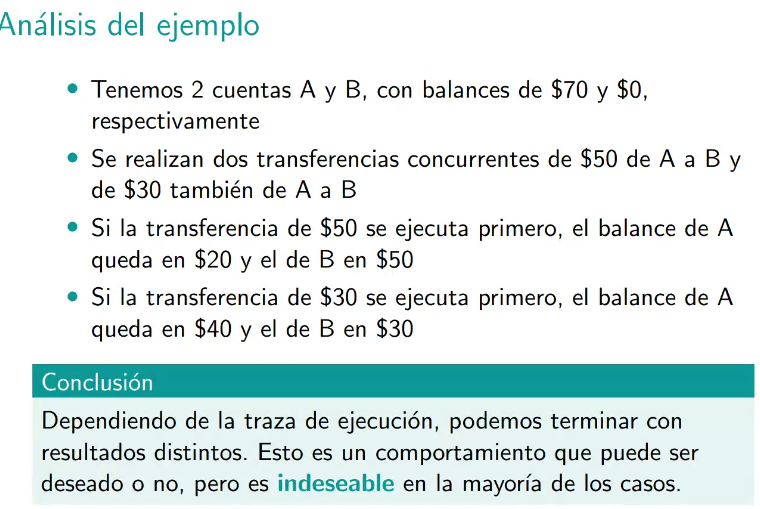 Análisis del ejemplo
• Tenemos 2 cuentas A y B, con balances de $70 y $0,
respectivamente
• Se realizan dos transferencias concurrentes de $50 de A a B y
de $30 también de A a B
• Si la transferencia de $50 se ejecuta primero, el balance de A
queda en $20 y el de B en $50
• Si la transferencia de $30 se ejecuta primero, el balance de A
queda en $40 y el de B en $30
Conclusión
Dependiendo de la traza de ejecución, podemos terminar con
resultados distintos. Esto es un comportamiento que puede ser
deseado o no, pero es indeseable en la mayoría de los casos.